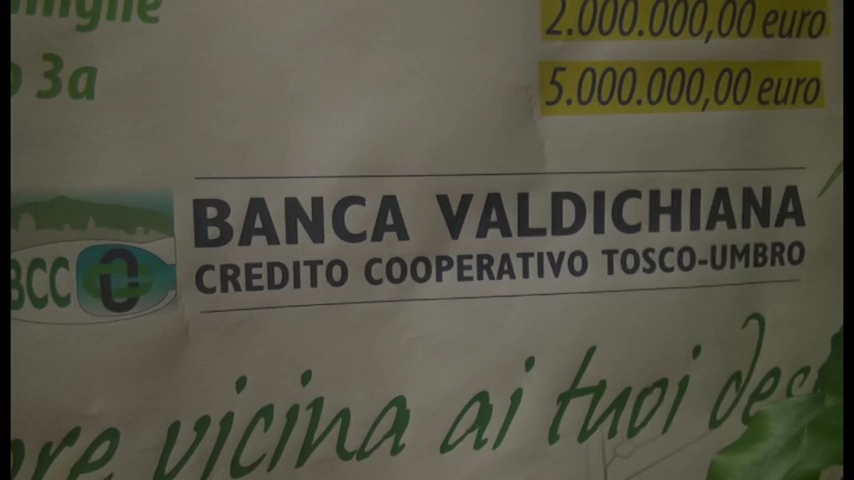 2.000.000,00 euro
3a
5.000.000,00 euro
BCC
BANCA VALDICHIANA
CREDITO COOPERATIVO TOSCO-UMBRO
vicina ai tuoi